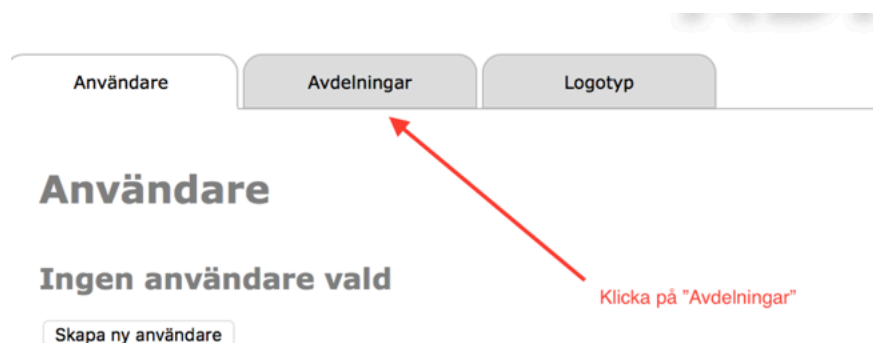 Användare Avdelningar Logotyp
Användare
Ingen användare vald
Klicka på ”Avdelningar”
Skapa ny användare